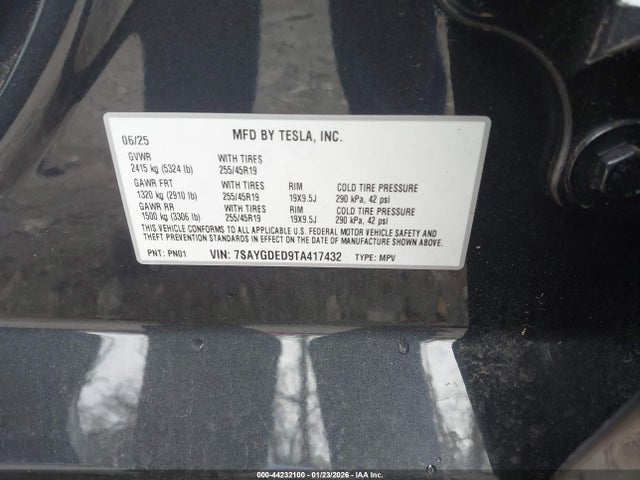 06/25 MFD BY TESLA, INC.
GVWR WITH TIRES
2415 kg (5324 lb) 255/45R19
GAWR FRT WITH TIRES RIM COLD TIRE PRESSURE
1320 kg (2910 lb) 255/45R19 19X9.5J 290 kPa, 42 psi
GAWR RR WITH TIRES RIM COLD TIRE PRESSURE
1500 kg (3306 lb) 255/45R19 19X9.5J 290 kPa, 42 psi
THIS VEHICLE CONFORMS TO ALL APPLICABLE U.S. FEDERAL MOTOR VEHICLE SAFETY AND
THEFT PREVENTION STANDARDS IN EFFECT ON THE DATE OF MANUFACTURE SHOWN ABOVE.
PNT: PN01 VIN: 7SAYGDED9TA417432 TYPE: MPV
000-44232100 - 01/23/2026 - IAA Inc.